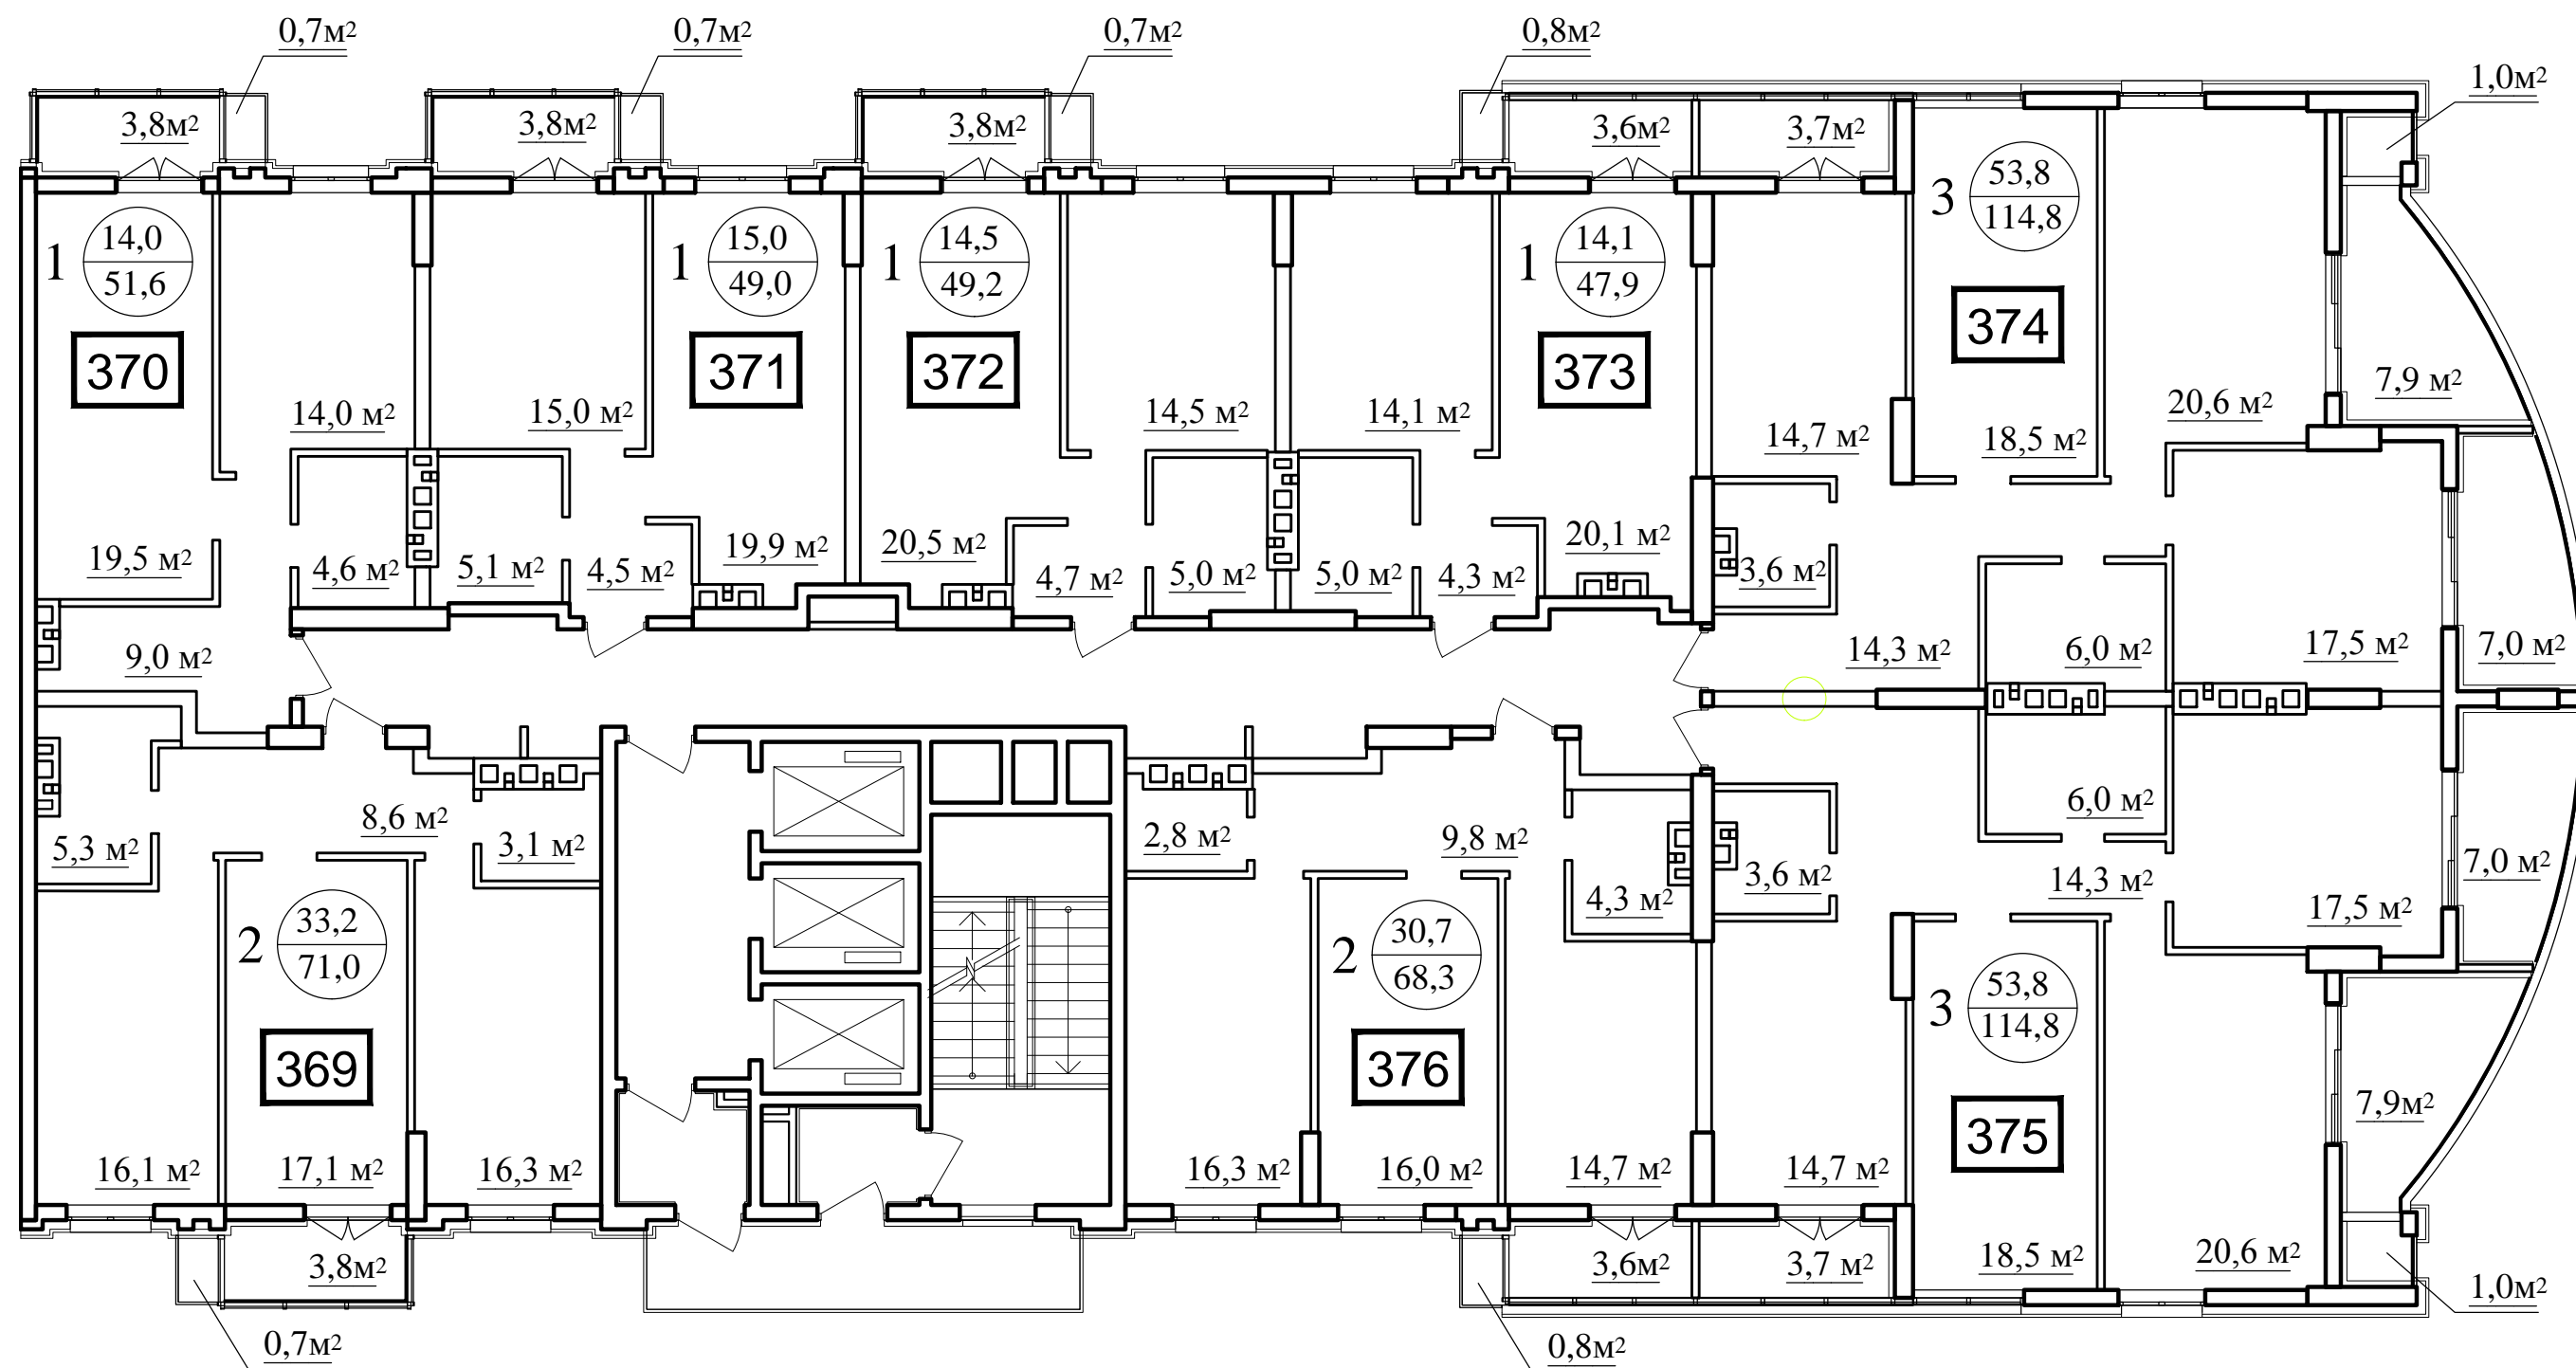 0,7м²
0,7м²
0,7м²
0,8м²
1,0м²
3,8м²
3,8м²
3,8м²
3,6м²
3,7м²
1
14,0
51,6
370
14,0 м²
19,5 м²
4,6 м²
9,0 м²
1
15,0
49,0
371
15,0 м²
5,1 м²
4,5 м²
19,9 м²
1
14,5
49,2
372
14,5 м²
20,5 м²
4,7 м²
5,0 м²
1
14,1
47,9
373
14,1 м²
5,0 м²
4,3 м²
20,1 м²
3
53,8
114,8
374
14,7 м²
18,5 м²
20,6 м²
7,9 м²
3,6 м²
14,3 м²
6,0 м²
17,5 м²
7,0 м²
5,3 м²
8,6 м²
3,1 м²
2
33,2
71,0
369
16,1 м²
17,1 м²
16,3 м²
3,8м²
0,7м²
2,8 м²
9,8 м²
4,3 м²
2
30,7
68,3
376
16,3 м²
16,0 м²
14,7 м²
3,6м²
0,8м²
6,0 м²
3,6 м²
14,3 м²
17,5 м²
7,0 м²
3
53,8
114,8
375
7,9м²
14,7 м²
18,5 м²
20,6 м²
3,7 м²
1,0м²